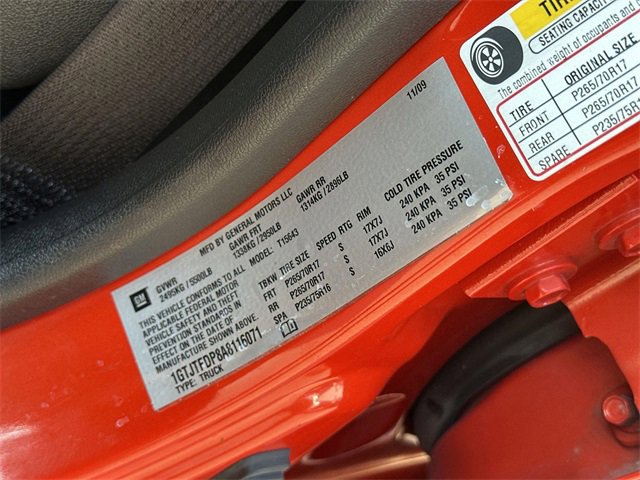 MFD BY GENERAL MOTORS LLC 11/09
GM
GVWR GAWR FRT GAWR RR
2495KG/5500LB 1338KG/2950LB 1314KG/2896LB
THIS VEHICLE CONFORMS TO ALL
APPLICABLE FEDERAL MOTOR
VEHICLE SAFETY AND THEFT
PREVENTION STANDARDS IN
EFFECT ON THE DATE OF
MODEL: T15643
TBKW TIRE SIZE SPEED RTG RIM COLD TIRE PRESSURE
FRT P265/70R17 S 17X7J 240 KPA 35 PSI
RR P265/70R17 S 17X7J 240 KPA 35 PSI
SPA P235/75R16 16X6J 240 KPA 35 PSI
1GTJTFDP8A8116071
TYPE: TRUCK
SEATING CAPACITY
The combined weight of occupants and
TIRE ORIGINAL SIZE
FRONT P265/70R17
REAR P265/70R17
SPARE P235/75R1